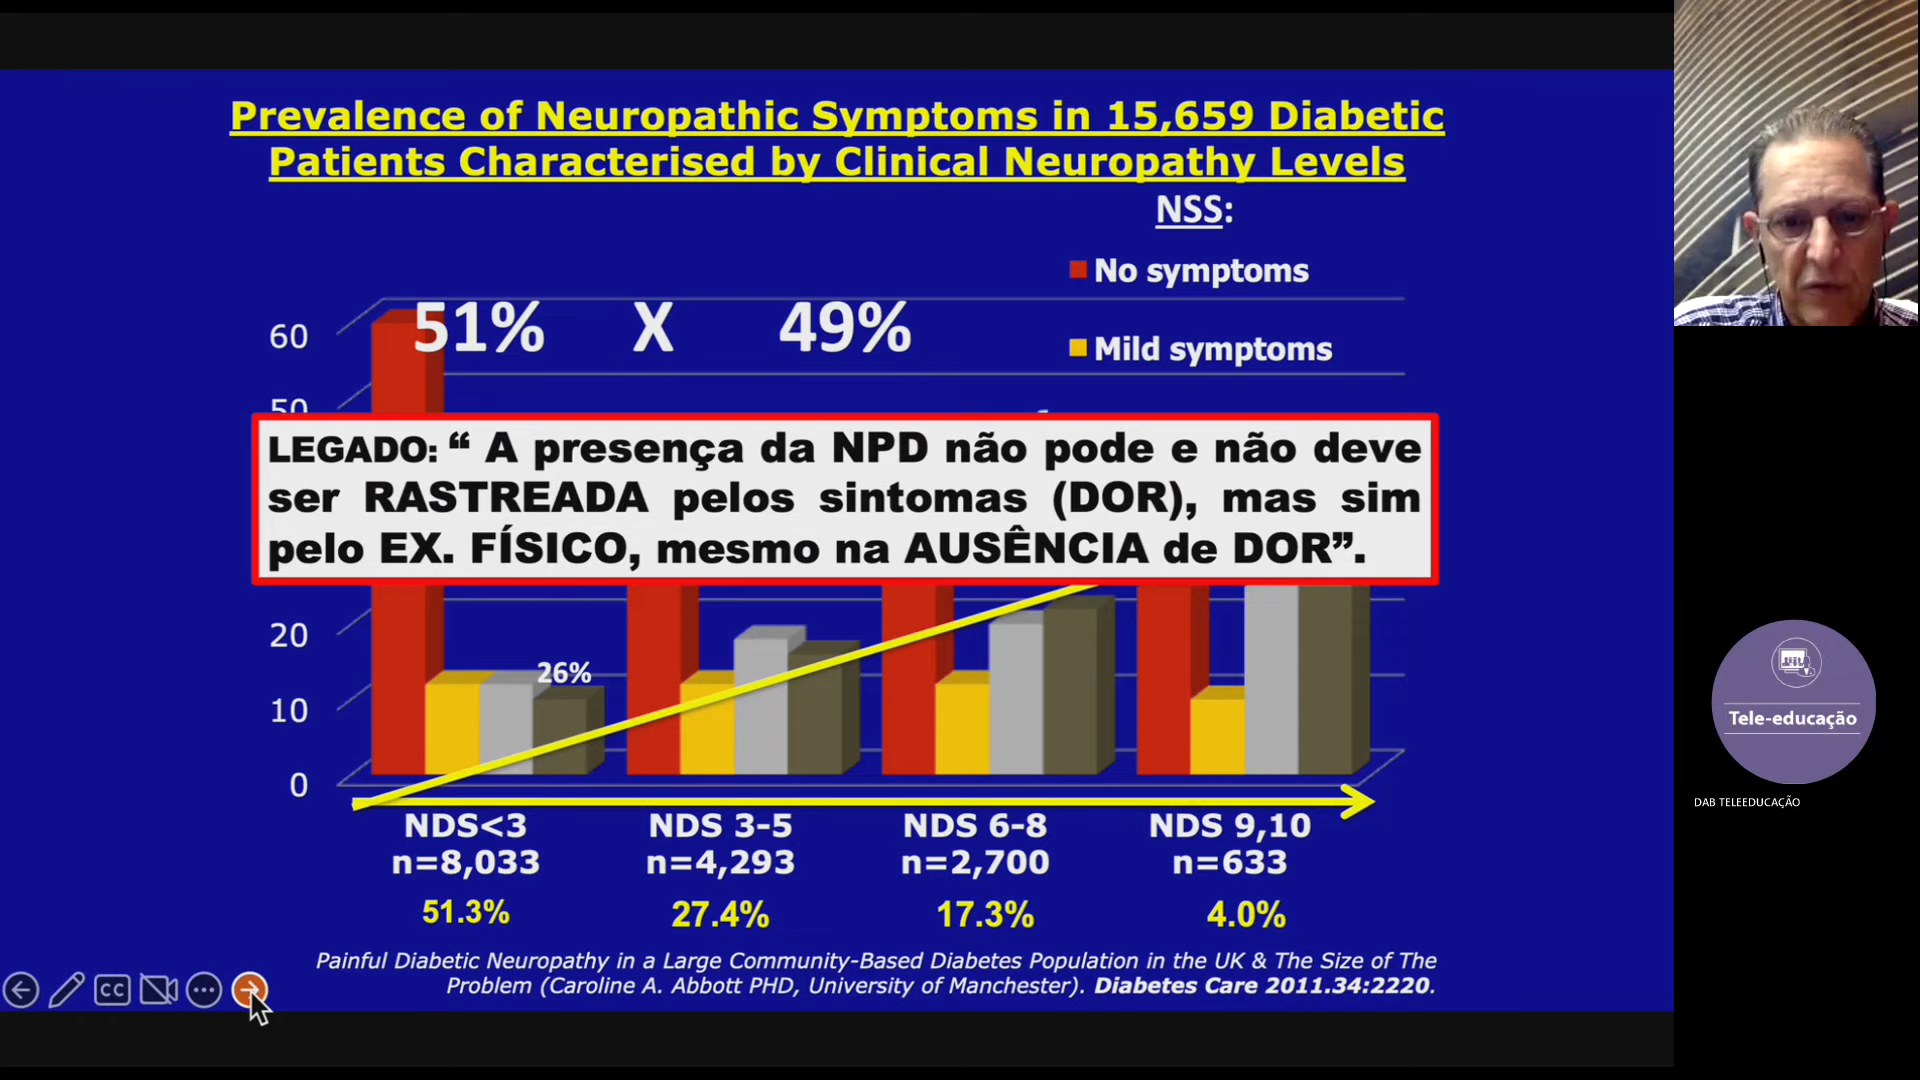 Prevalence of Neuropathic Symptoms in 15,659 Diabetic
Patients Characterised by Clinical Neuropathy Levels
NSS:
No symptoms
51% X 49%
Mild symptoms
60
50
LEGADO: “ A presença da NPD não pode e não deve
ser RASTREADA pelos sintomas (DOR), mas sim
pelo EX. FÍSICO, mesmo na AUSÊNCIA de DOR”.
20
26%
10
0
NDS<3 NDS 3-5 NDS 6-8 NDS 9,10
n=8,033 n=4,293 n=2,700 n=633
51.3% 27.4% 17.3% 4.0%
Painful Diabetic Neuropathy in a Large Community-Based Diabetes Population in the UK & The Size of The
Problem (Caroline A. Abbott PHD, University of Manchester). Diabetes Care 2011.34:2220.
CC
Tele-educação
DAB TELEEDUCAÇÃO